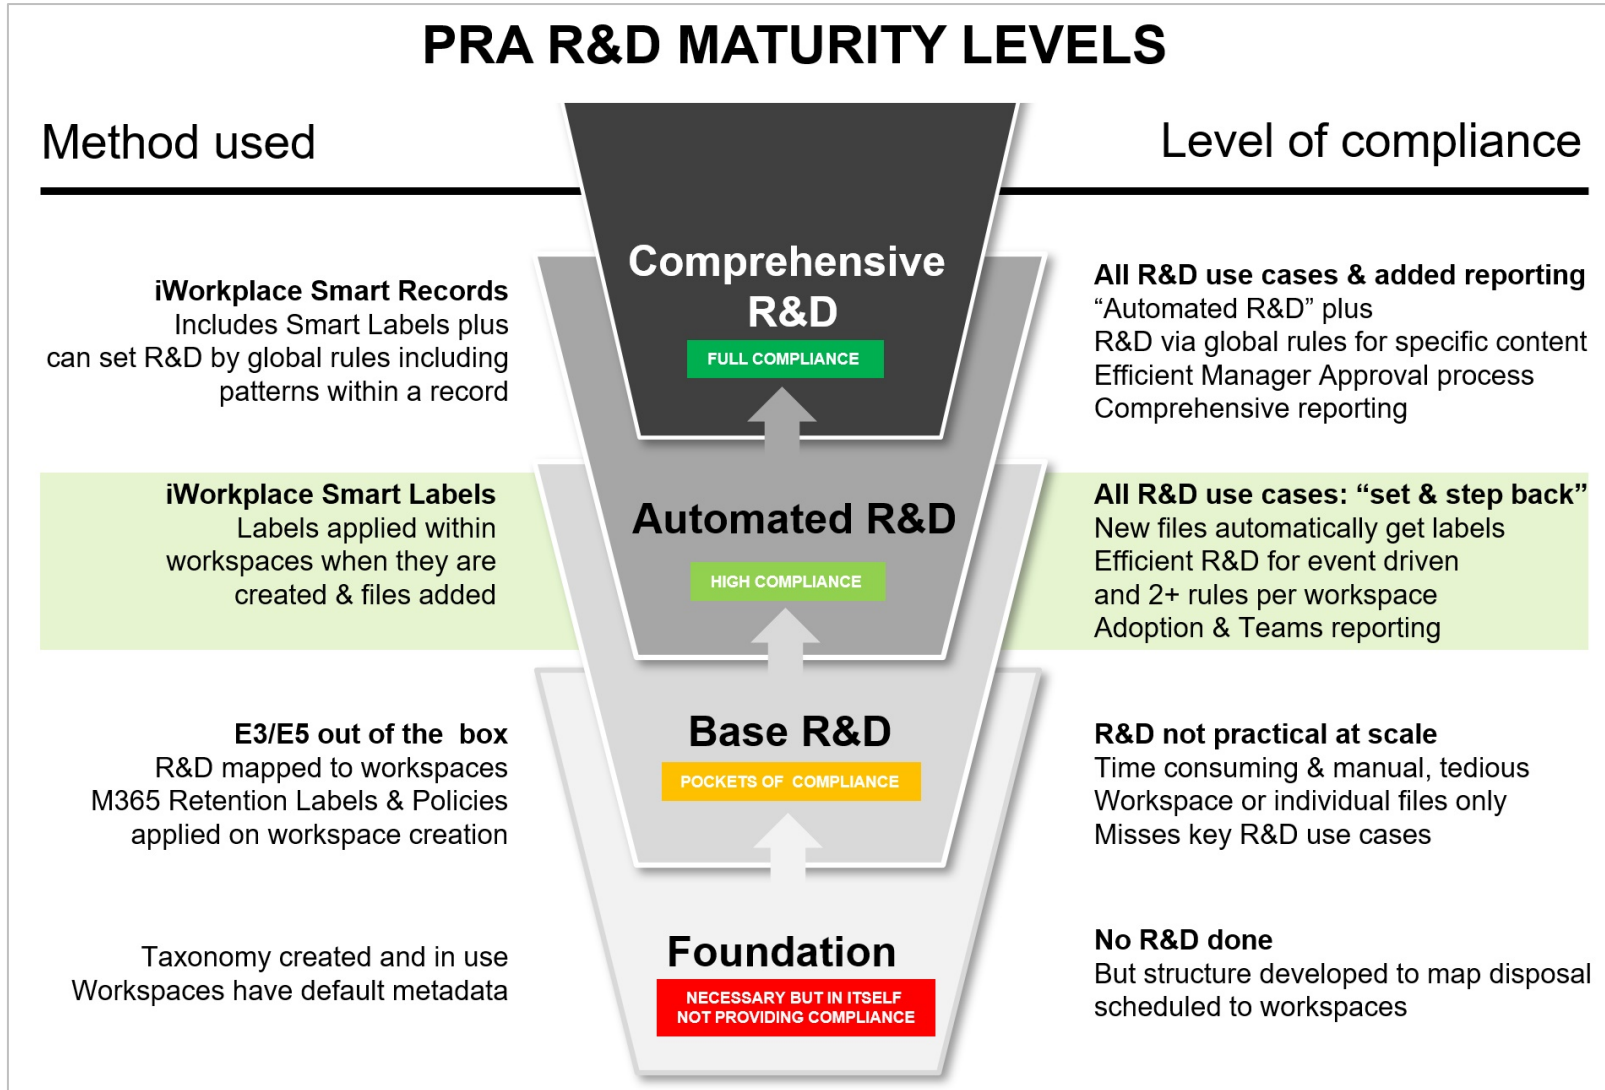 PRA R&D MATURITY LEVELS
Method used
Level of compliance
iWorkplace Smart Records
Includes Smart Labels plus
can set R&D by global rules including
patterns within a record
Comprehensive
R&D
FULL COMPLIANCE
All R&D use cases & added reporting
“Automated R&D” plus
R&D via global rules for specific content
Efficient Manager Approval process
Comprehensive reporting
iWorkplace Smart Labels
Labels applied within
workspaces when they are
created & files added
Automated R&D
HIGH COMPLIANCE
All R&D use cases: “set & step back”
New files automatically get labels
Efficient R&D for event driven
and 2+ rules per workspace
Adoption & Teams reporting
E3/E5 out of the box
R&D mapped to workspaces
M365 Retention Labels & Policies
applied on workspace creation
Base R&D
POCKETS OF COMPLIANCE
R&D not practical at scale
Time consuming & manual, tedious
Workspace or individual files only
Misses key R&D use cases
Taxonomy created and in use
Workspaces have default metadata
Foundation
NECESSARY BUT IN ITSELF
NOT PROVIDING COMPLIANCE
No R&D done
But structure developed to map disposal
scheduled to workspaces